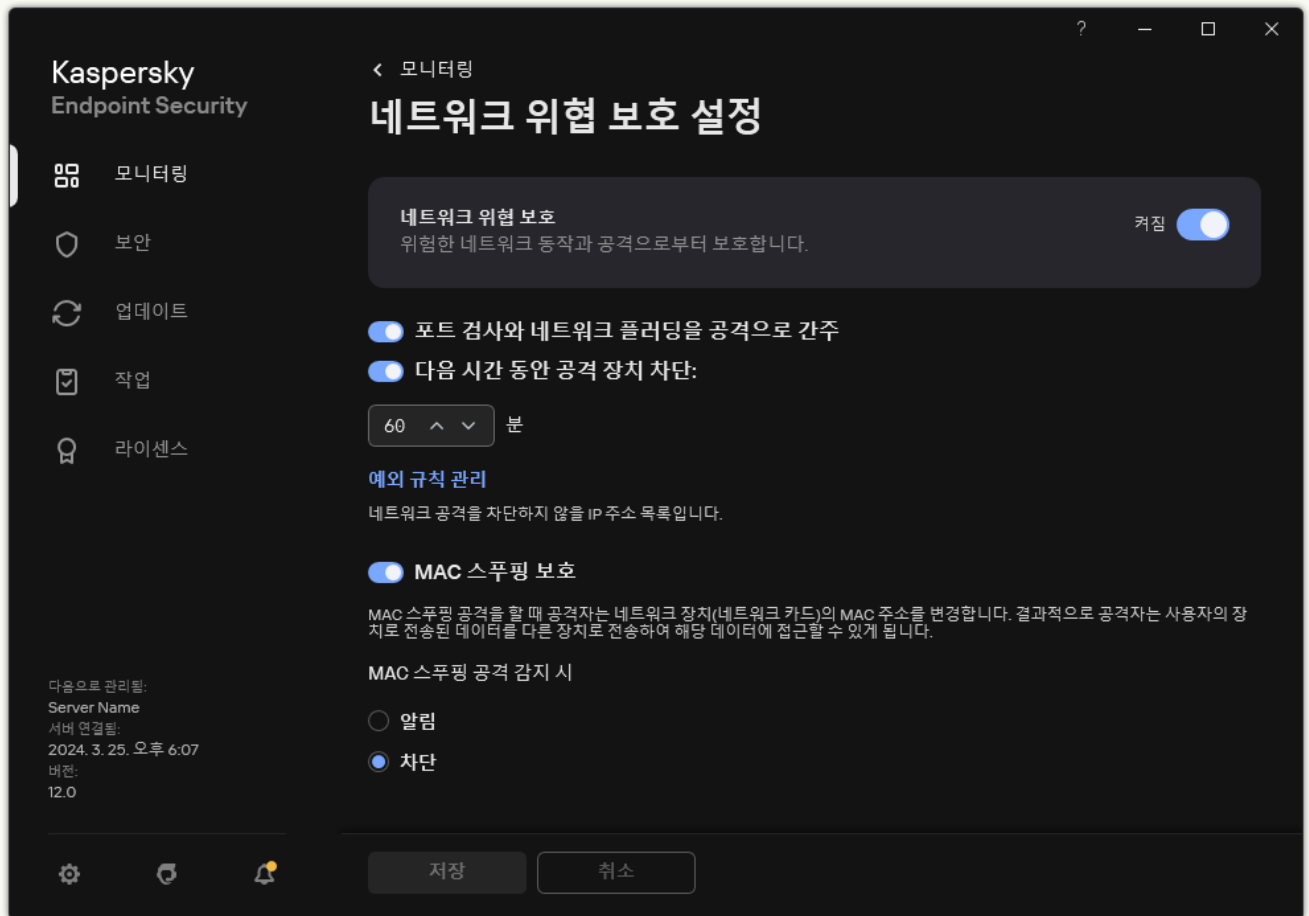 ?
Kaspersky
Endpoint Security
모니터링
보안
업데이트
작업
라이센스
다음으로 관리됨:
Server Name
서버 연결됨:
2024. 3. 25. 오후 6:07
버전:
12.0
모니터링
네트워크 위협 보호 설정
네트워크 위협 보호
위험한 네트워크 동작과 공격으로부터 보호합니다.
켜짐
포트 검사와 네트워크 플러딩을 공격으로 간주
다음 시간 동안 공격 장치 차단:
60 분
예외 규칙 관리
네트워크 공격을 차단하지 않을 IP 주소 목록입니다.
MAC 스푸핑 보호
MAC 스푸핑 공격을 할 때 공격자는 네트워크 장치(네트워크 카드)의 MAC 주소를 변경합니다. 결과적으로 공격자는 사용자의 장
치로 전송된 데이터를 다른 장치로 전송하여 해당 데이터에 접근할 수 있게 됩니다.
MAC 스푸핑 공격 감지 시
알림
차단
저장
취소